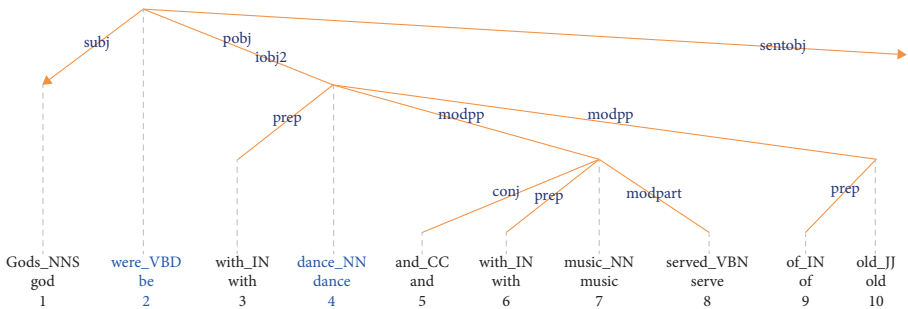 subj
pobj
iobj2
sentobj
prep
modpp
modpp
conj
prep
modpart
prep
Gods_NNS were_VBD with_IN dance_NN and_CC with_IN music_NN served_VBN of_IN old_JJ
god be with dance and with music serve of old
1 2 3 4 5 6 7 8 9 10